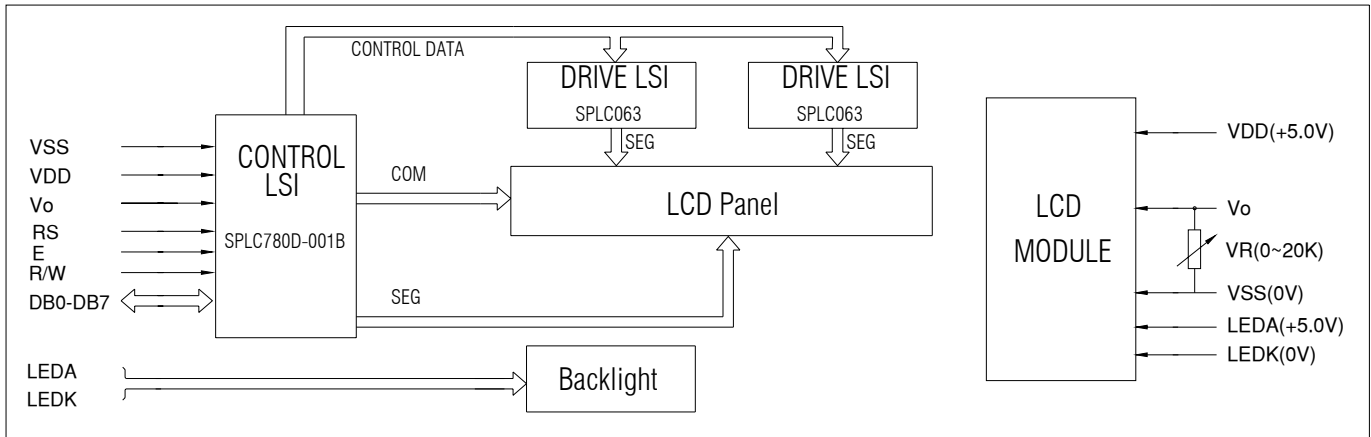 CONTROL DATA
DRIVE LSI
SPLC063
DRIVE LSI
SPLC063
SEG
SEG
VSS
VDD
Vo
RS
E
R/W
DB0-DB7
CONTROL
LSI
SPLC780D-001B
COM
SEG
LCD Panel
LEDA
LEDK
Backlight
LCD
MODULE
VDD(+5.0V)
Vo
VR(0~20K)
VSS(0V)
LEDA(+5.0V)
LEDK(0V)